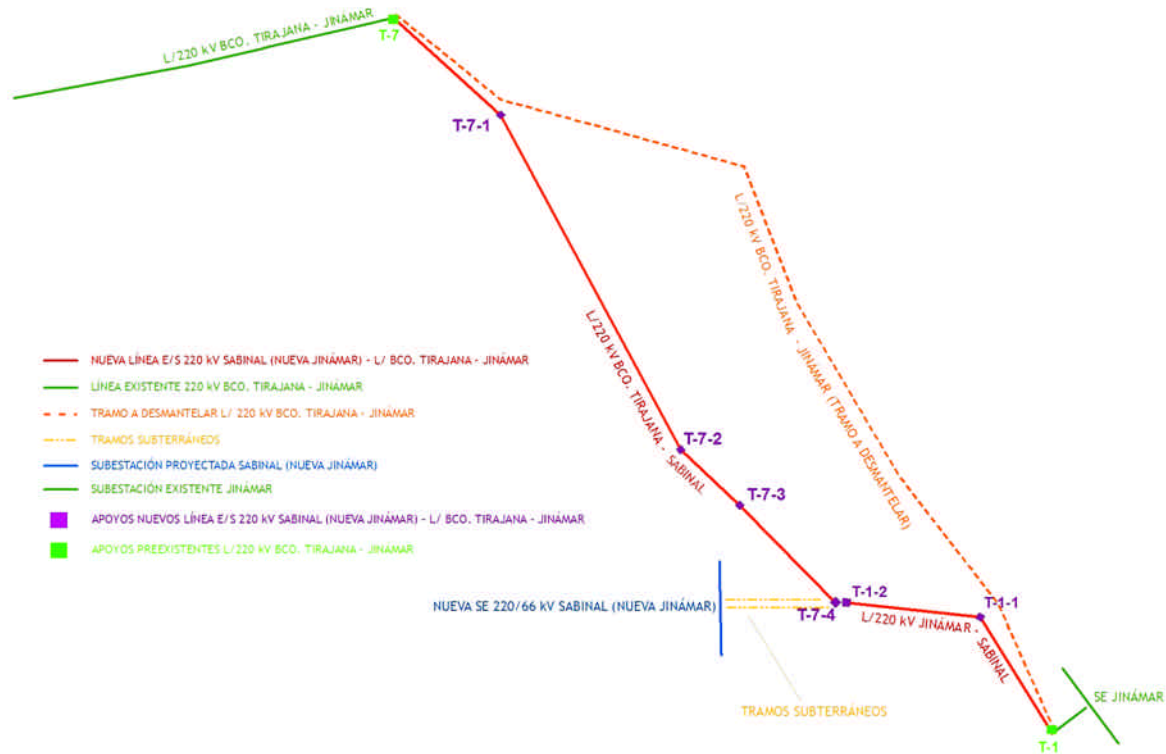 L/220 kV BCO. TIRAJANA - JINÁMAR
T-7
T-7-1
L/220 kV BCO. TIRAJANA - JINÁMAR (TRAMO A DESMANTELAR)
L/220 kV BCO. TIRAJANA - SABINAL
NUEVA LÍNEA E/S 220 kV SABINAL (NUEVA JINÁMAR) - L/ BCO. TIRAJANA - JINÁMAR
LÍNEA EXISTENTE 220 kV BCO. TIRAJANA - JINÁMAR
TRAMO A DESMANTELAR L/ 220 kV BCO. TIRAJANA - JINÁMAR
TRAMOS SUBTERRÁNEOS
SUBESTACIÓN PROYECTADA SABINAL (NUEVA JINÁMAR)
SUBESTACIÓN EXISTENTE JINÁMAR
APOYOS NUEVOS LÍNEA E/S 220 kV SABINAL (NUEVA JINÁMAR) - L/ BCO. TIRAJANA - JINÁMAR
APOYOS PREEXISTENTES L/220 kV BCO. TIRAJANA - JINÁMAR
T-7-2
T-7-3
NUEVA SE 220/66 kV SABINAL (NUEVA JINÁMAR)
T-1-2
T-7-4
T-1-1
L/220 kV JINÁMAR - SABINAL
TRAMOS SUBTERRÁNEOS
SE JINÁMAR
T-1